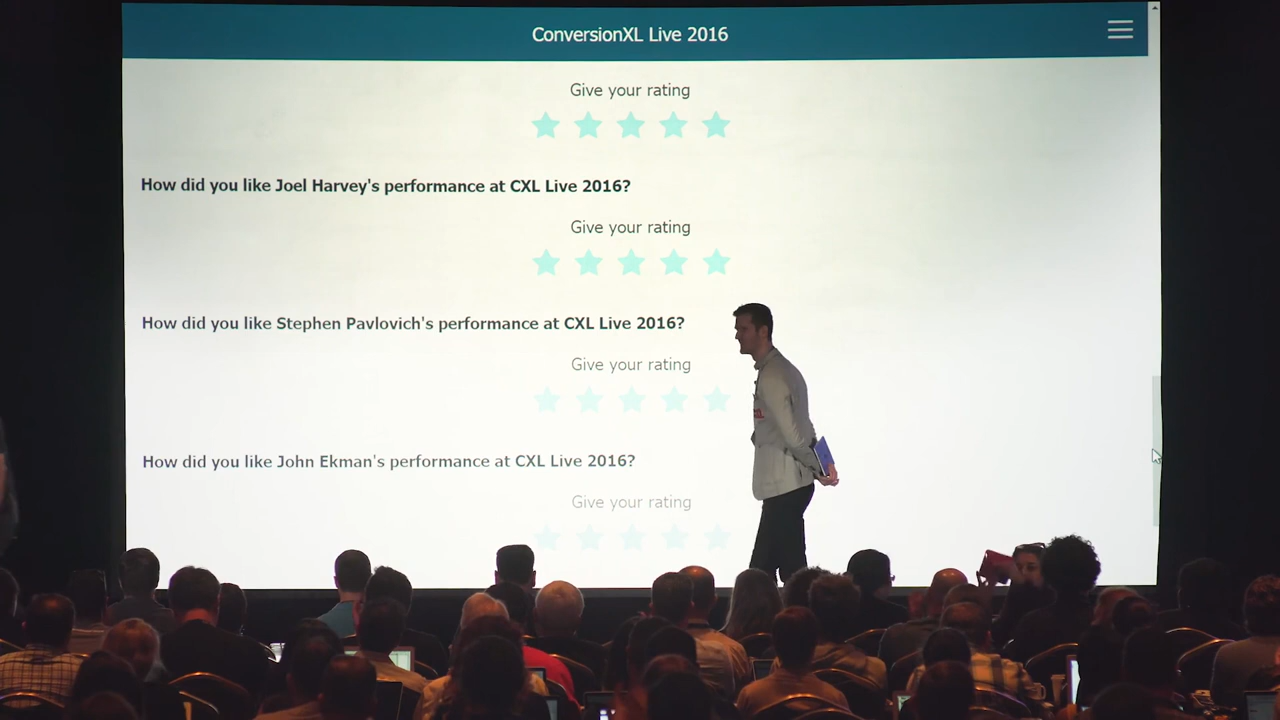 ConversionXL Live 2016
Give your rating
How did you like Joel Harvey's performance at CXL Live 2016?
Give your rating
How did you like Stephen Pavlovich's performance at CXL Live 2016?
Give your rating
How did you like John Ekman's performance at CXL Live 2016?
Give your rating